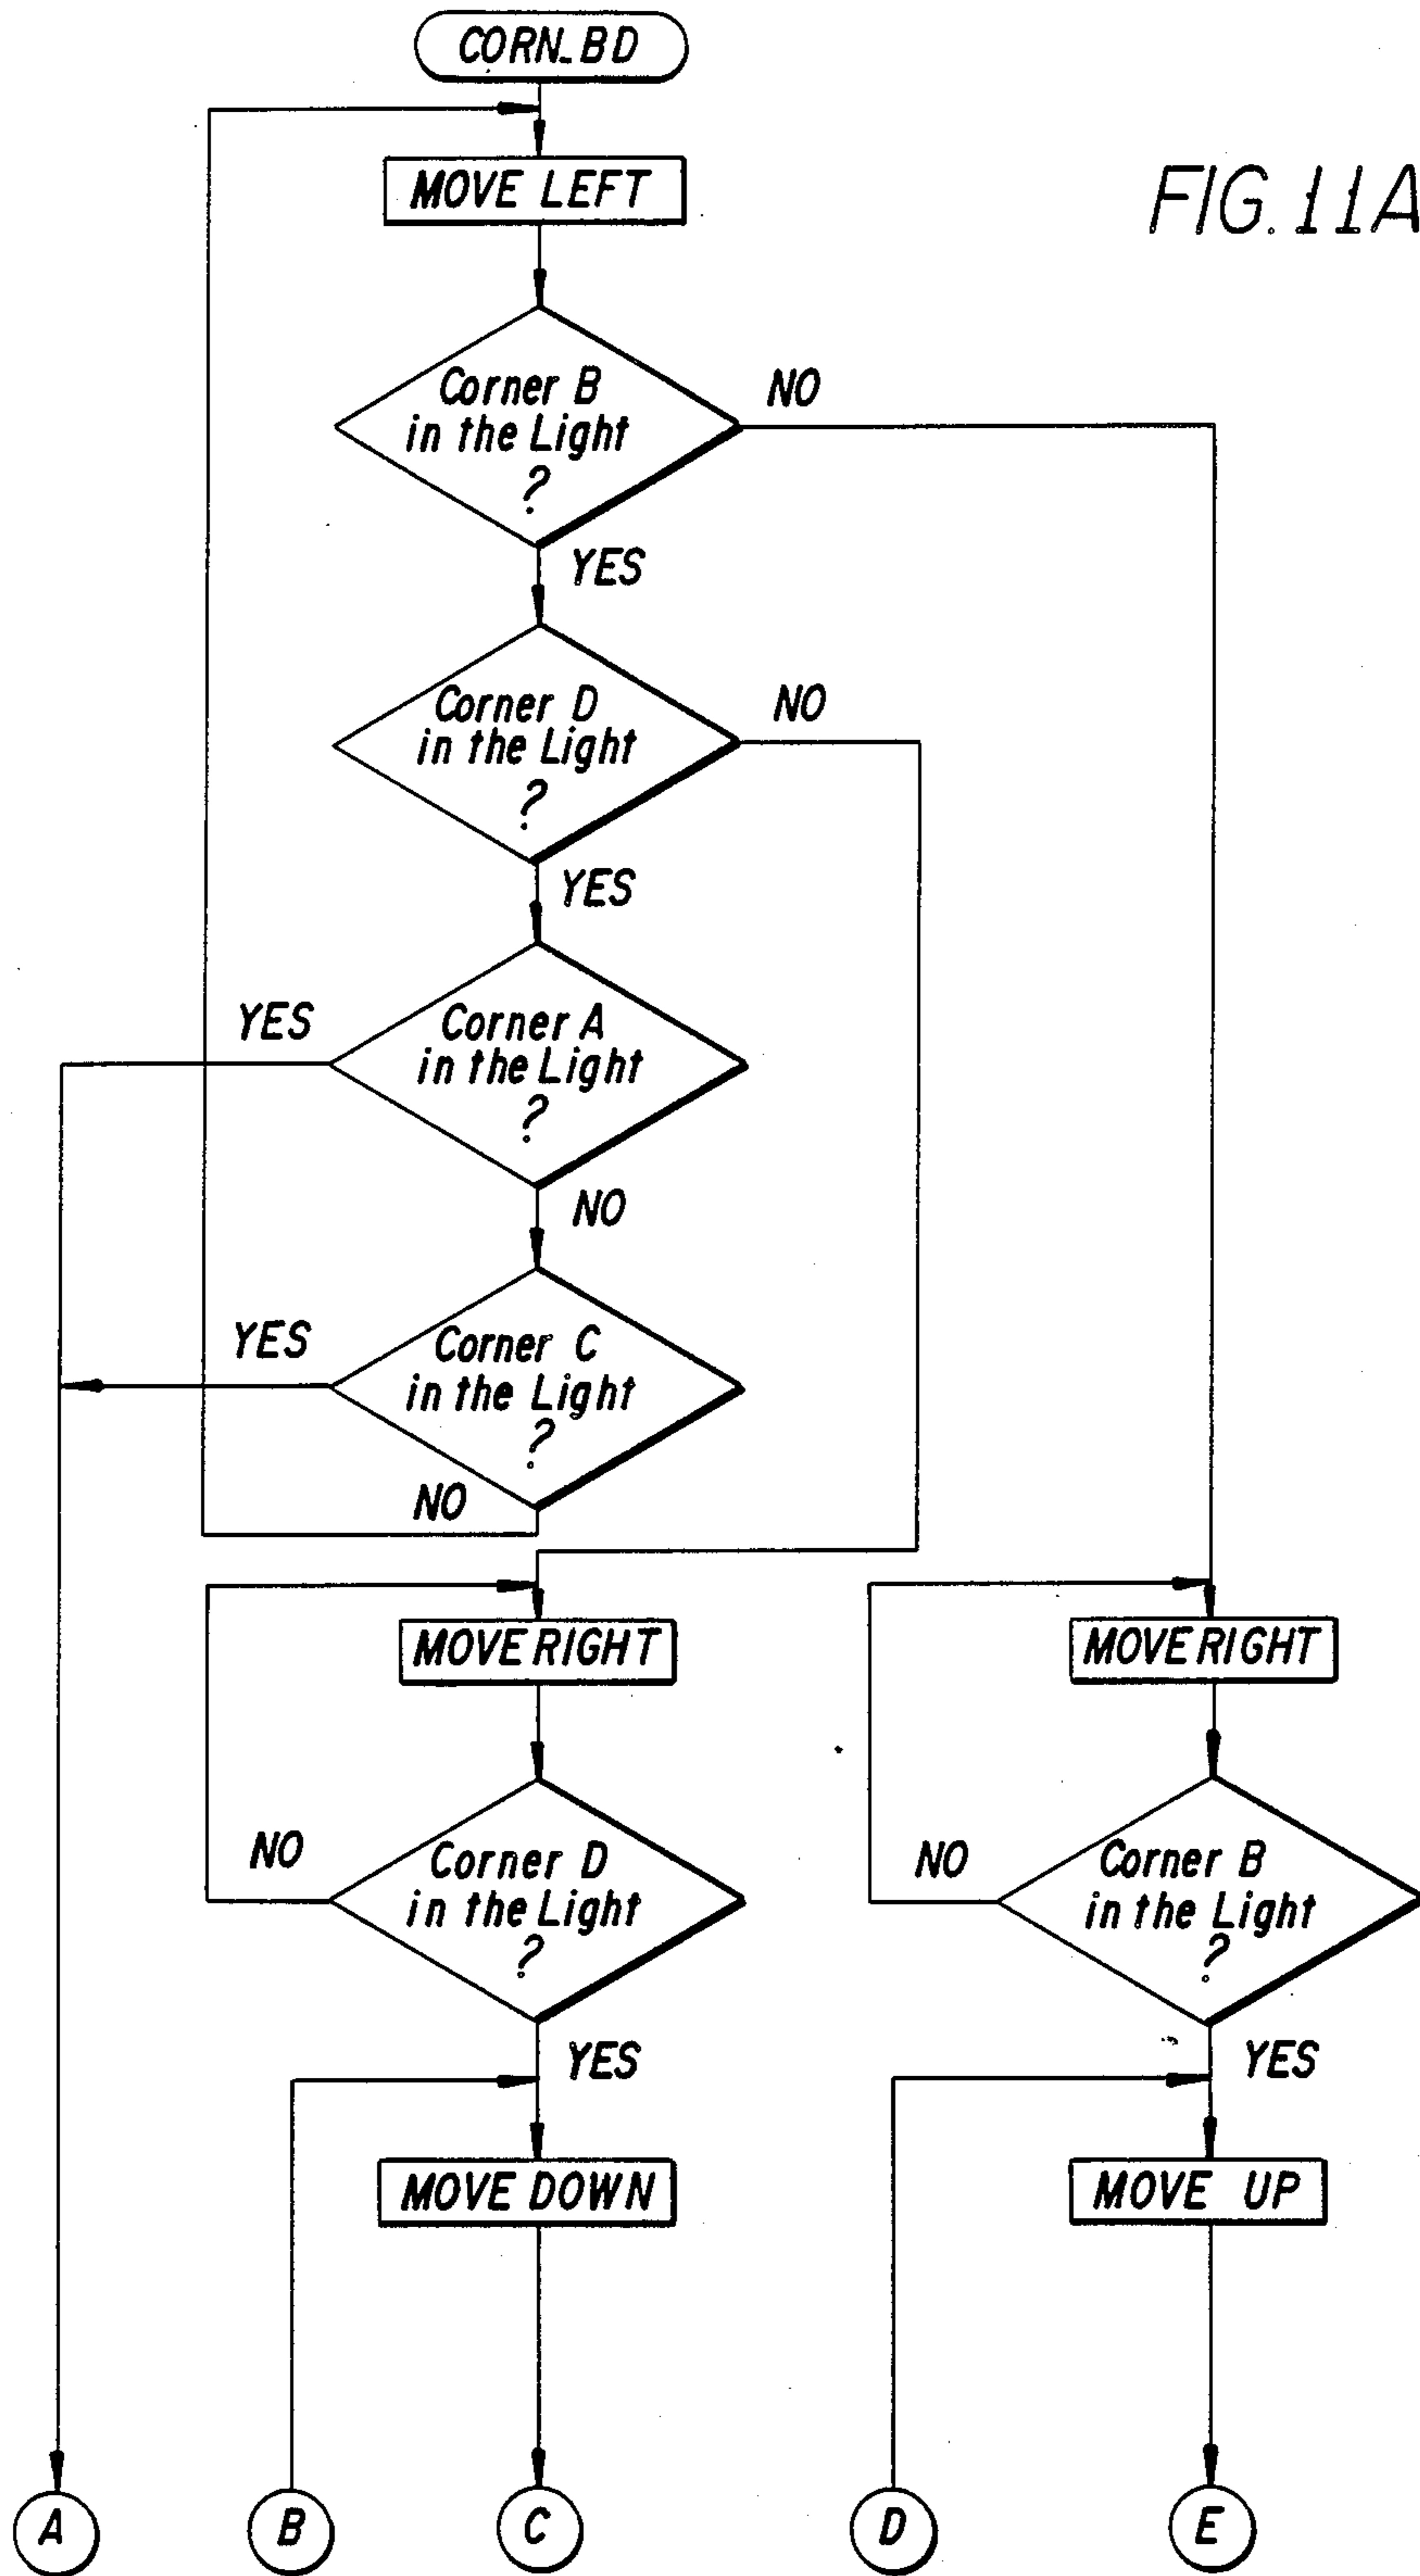 CORN_BD
MOVE LEFT
FIG. 11A
Corner B
in the Light
?
NO
YES
Corner D
in the Light
?
NO
YES
Corner A
in the Light
?
YES
NO
Corner C
in the Light
?
YES
NO
MOVE RIGHT
MOVE RIGHT
Corner D
in the Light
?
NO
YES
Corner B
in the Light
?
NO
YES
MOVE DOWN
MOVE UP
A
B
C
D
E